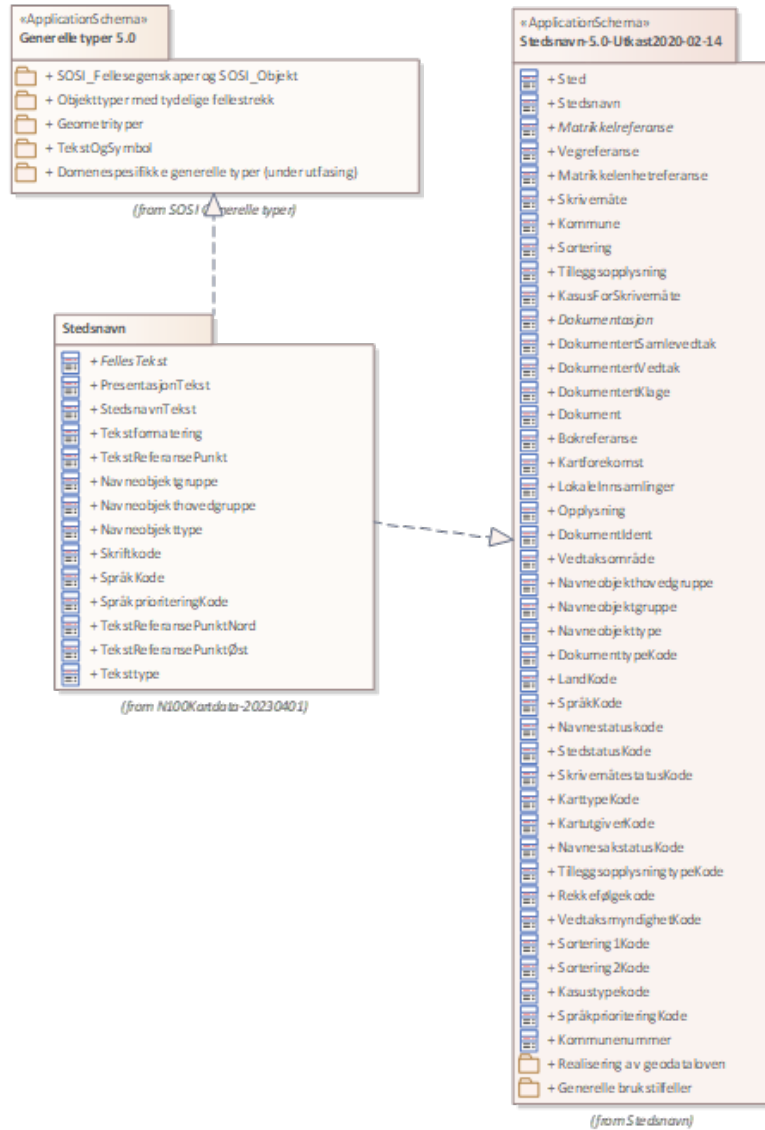 «ApplicationSchema»
Generelle typer 5.0
+ SOSI_Fellesegenskaper og SOSI_Objekt
+ Objekttyper med tydelige fellestrekk
+ Geometrityper
+ TekstOgSymbol
+ Domenespesifikke generelle typer (under utfasing)
(from SOSI Generelle typer)
Stedsnavn
+ FellesTekst
+ PresentasjonTekst
+ StedsnavnTekst
+ Tekstformatering
+ TekstReferansePunkt
+ Navneobjektgruppe
+ Navneobjekthovedgruppe
+ Navneobjekttype
+ Skriftkode
+ SpråkKode
+ SpråkprioriteringKode
+ TekstReferansePunktNord
+ TekstReferansePunktØst
+ Teksttype
(from N100Kartdata-20230401)
«ApplicationSchema»
Stedsnavn-5.0-Utkast2020-02-14
+ Sted
+ Stedsnavn
+ Matrikkelreferanse
+ Vegreferanse
+ Matrikkelenhetreferanse
+ Skrivemåte
+ Kommune
+ Sortering
+ Tilleggsopplysning
+ KasusForSkrivemåte
+ Dokumentasjon
+ DokumentertSamlevedtak
+ DokumentertVedtak
+ DokumentertKlage
+ Dokument
+ Bokreferanse
+ Kartforekomst
+ LokaleInnsamlinger
+ Opplysning
+ DokumentIdent
+ Vedtaksområde
+ Navneobjekthovedgruppe
+ Navneobjektgruppe
+ Navneobjekttype
+ DokumenttypeKode
+ LandKode
+ SpråkKode
+ Navnestatuskode
+ StedstatusKode
+ SkrivemåtestatusKode
+ KarttypeKode
+ KartutgiverKode
+ NavnesakstatusKode
+ TilleggsopplysningtypeKode
+ Rekkefølgekode
+ VedtaksmyndighetKode
+ Sortering1Kode
+ Sortering2Kode
+ Kasustypekode
+ SpråkprioriteringKode
+ Kommunenummer
+ Realisering av geodataloven
+ Generelle brukstilfeller
(from Stedsnavn)